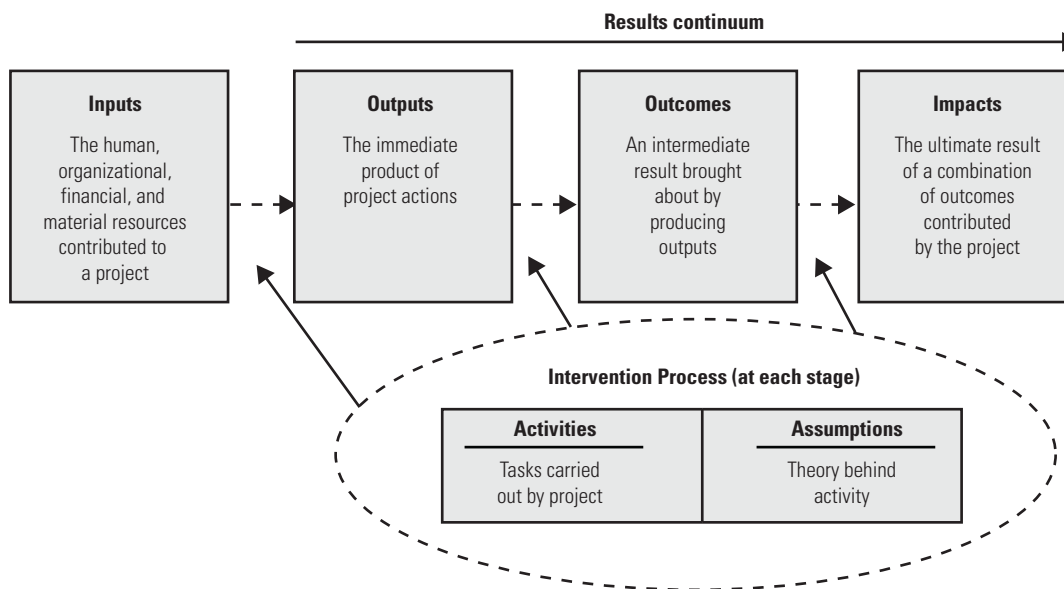 Results continuum
Inputs
The human,
organizational,
financial, and
material resources
contributed to
a project
Outputs
The immediate
product of
project actions
Outcomes
An intermediate
result brought
about by
producing
outputs
Impacts
The ultimate result
of a combination
of outcomes
contributed
by the project
Intervention Process (at each stage)
Activities
Tasks carried
out by project
Assumptions
Theory behind
activity